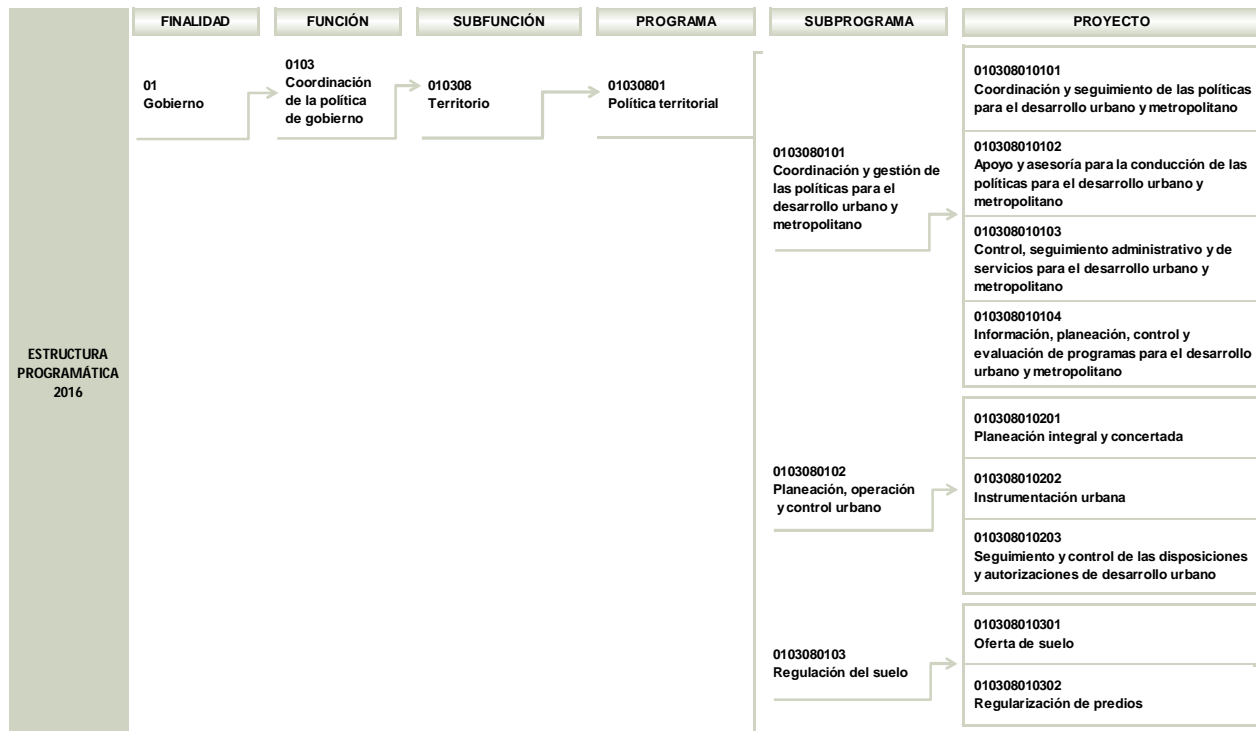 FINALIDAD
FUNCIÓN
SUBFUNCIÓN
PROGRAMA
SUBPROGRAMA
PROYECTO
ESTRUCTURA
PROGRAMÁTICA
2016
01
Gobierno
0103
Coordinación
de la política
de gobierno
010308
Territorio
01030801
Política territorial
0103080101
Coordinación y gestión de
las políticas para el
desarrollo urbano y
metropolitano
010308010101
Coordinación y seguimiento de las políticas
para el desarrollo urbano y metropolitano
010308010102
Apoyo y asesoría para la conducción de las
políticas para el desarrollo urbano y
metropolitano
010308010103
Control, seguimiento administrativo y de
servicios para el desarrollo urbano y
metropolitano
010308010104
Información, planeación, control y
evaluación de programas para el desarrollo
urbano y metropolitano
0103080102
Planeación, operación
y control urbano
010308010201
Planeación integral y concertada
010308010202
Instrumentación urbana
010308010203
Seguimiento y control de las disposiciones
y autorizaciones de desarrollo urbano
0103080103
Regulación del suelo
010308010301
Oferta de suelo
010308010302
Regularización de predios